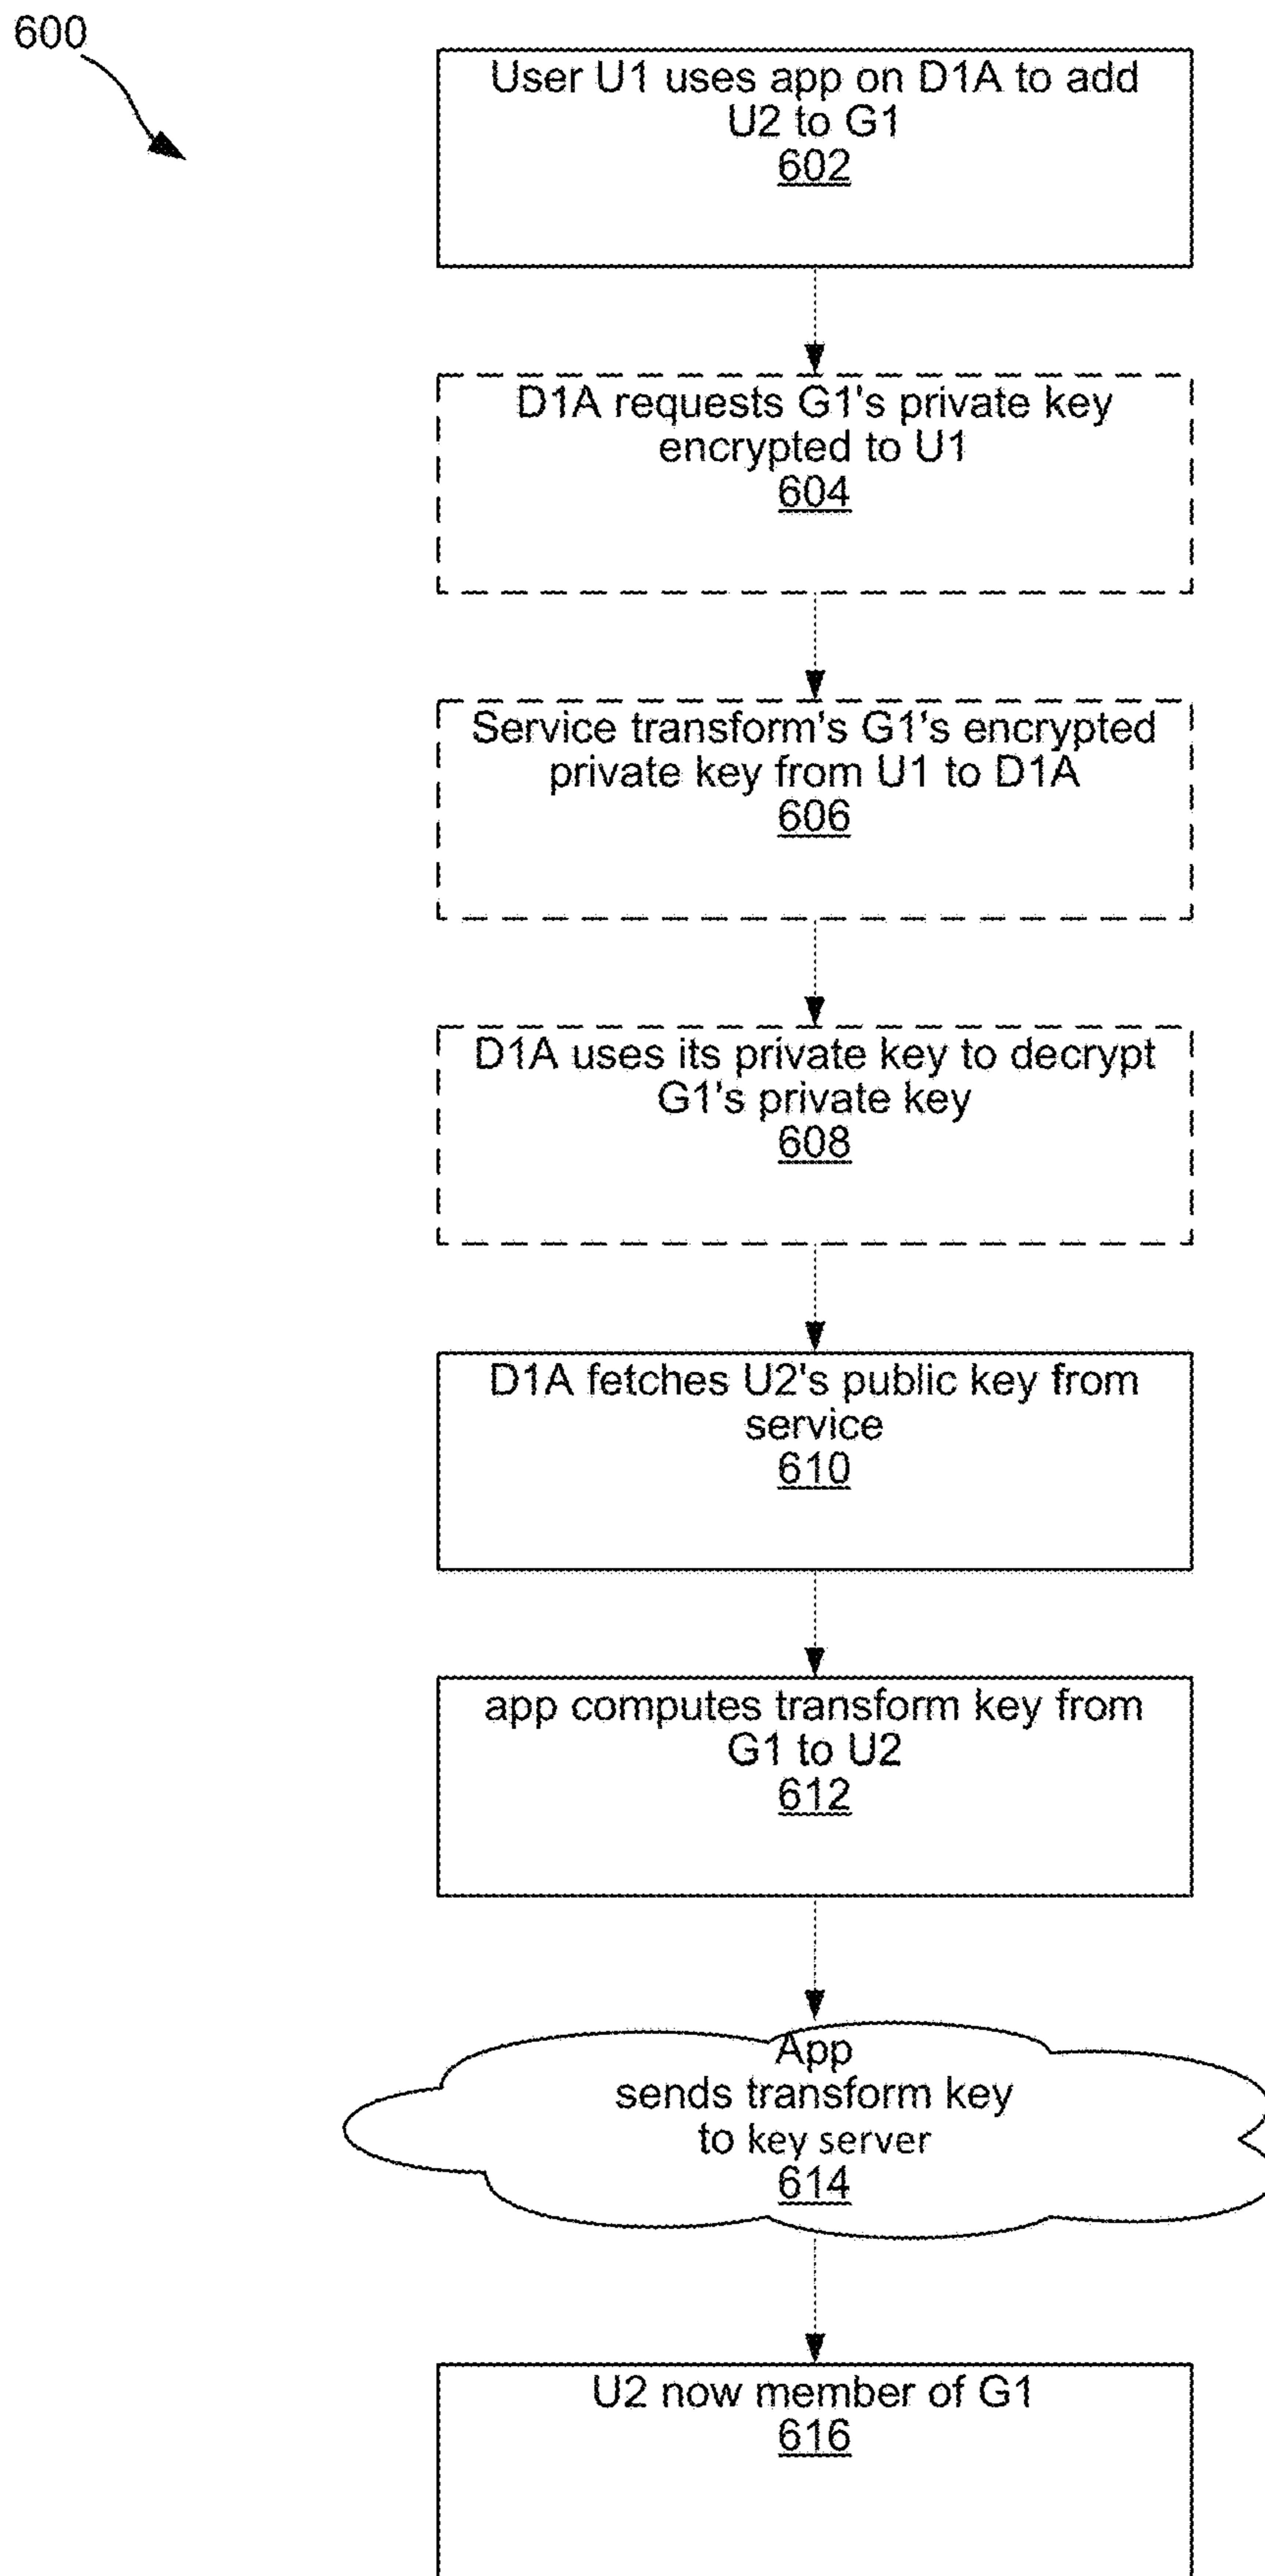 600
User U1 uses app on D1A to add
U2 to G1
602
D1A requests G1's private key
encrypted to U1
604
Service transform's G1's encrypted
private key from U1 to D1A
606
D1A uses its private key to decrypt
G1's private key
608
D1A fetches U2's public key from
service
610
app computes transform key from
G1 to U2
612
App
sends transform key
to key server
614
U2 now member of G1
616